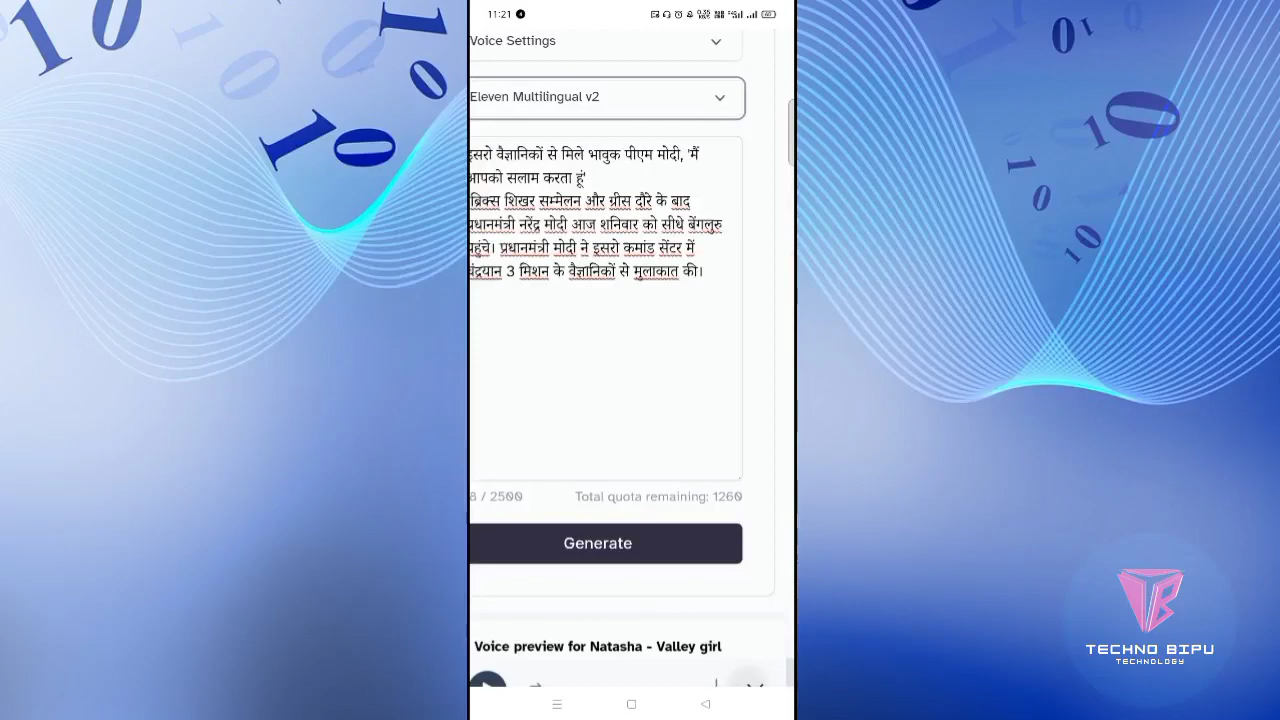 11:21
Voice Settings
Eleven Multilingual v2
इसरो वैज्ञानिकों से मिले भावुक पीएम मोदी, 'मैं
आपको सलाम करता हूं'
ब्रिक्स शिखर सम्मेलन और ग्रीस दौरे के बाद
प्रधानमंत्री नरेंद्र मोदी आज शनिवार को सीधे बेंगलुरु
पहुंचे। प्रधानमंत्री मोदी ने इसरो कमांड सेंटर में
चंद्रयान 3 मिशन के वैज्ञानिकों से मुलाकात की।
8 / 2500 Total quota remaining: 1260
Generate
Voice preview for Natasha - Valley girl
TECHNO BIPU
TECHNOLOGY